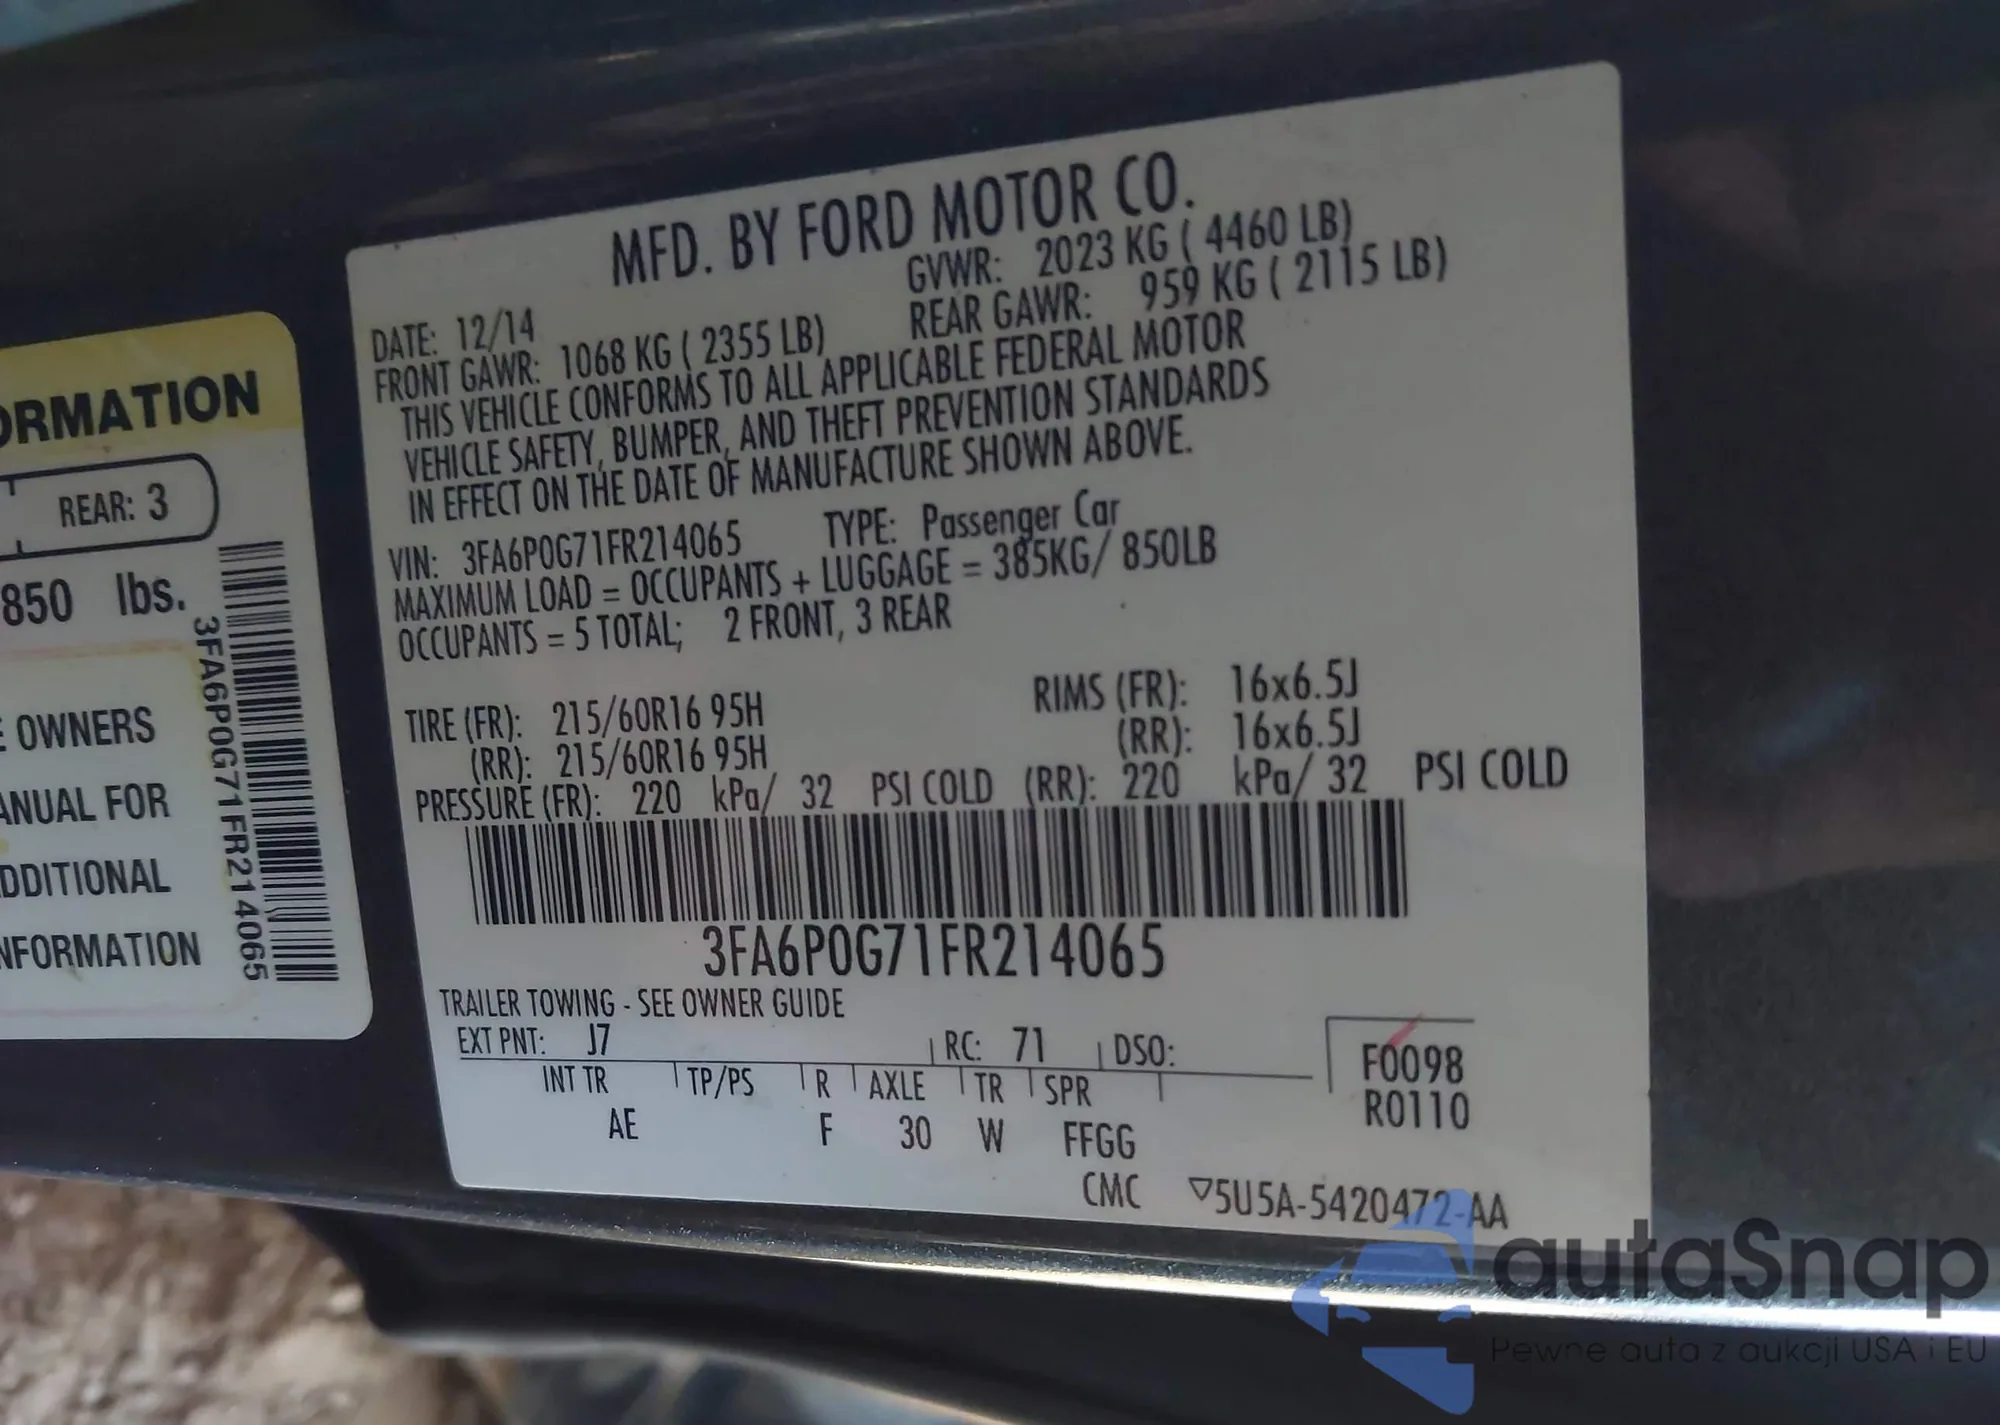 ORMATION
REAR: 3
850 lbs.
OWNERS
ANUAL FOR
DDITIONAL
NFORMATION
3FA6P0G71FR214065
MFD. BY FORD MOTOR CO.
DATE: 12/14 GVWR: 2023 KG ( 4460 LB)
FRONT GAWR: 1068 KG ( 2355 LB) REAR GAWR: 959 KG ( 2115 LB)
THIS VEHICLE CONFORMS TO ALL APPLICABLE FEDERAL MOTOR
VEHICLE SAFETY, BUMPER, AND THEFT PREVENTION STANDARDS
IN EFFECT ON THE DATE OF MANUFACTURE SHOWN ABOVE.
VIN: 3FA6P0G71FR214065 TYPE: Passenger Car
MAXIMUM LOAD = OCCUPANTS + LUGGAGE = 385KG/ 850LB
OCCUPANTS = 5 TOTAL; 2 FRONT, 3 REAR
TIRE (FR): 215/60R16 95H RIMS (FR): 16x6.5J
(RR): 215/60R16 95H (RR): 16x6.5J
PRESSURE (FR): 220 kPa/ 32 PSI COLD (RR): 220 kPa/ 32 PSI COLD
3FA6P0G71FR214065
TRAILER TOWING - SEE OWNER GUIDE
EXT PNT: J7 RC: 71 DSO:
INT TR TP/PS R AXLE TR SPR
AE F 30 W FFGG
F0098
R0110
CMC ▽5U5A-5420472-AA
autaSnap
Pewne auta z aukcji USA i EU